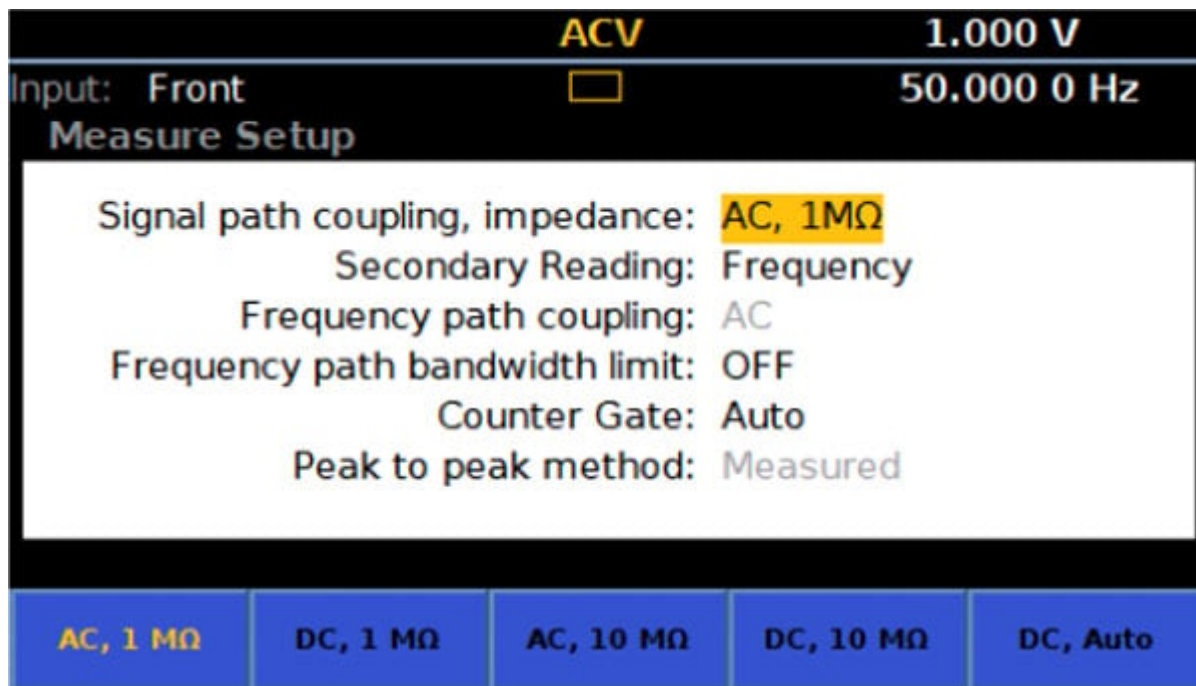 ACV 1.000 V
Input: Front 50.000 0 Hz
Measure Setup
Signal path coupling, impedance: AC, 1MΩ
Secondary Reading: Frequency
Frequency path coupling: AC
Frequency path bandwidth limit: OFF
Counter Gate: Auto
Peak to peak method: Measured
AC, 1 MΩ DC, 1 MΩ AC, 10 MΩ DC, 10 MΩ DC, Auto